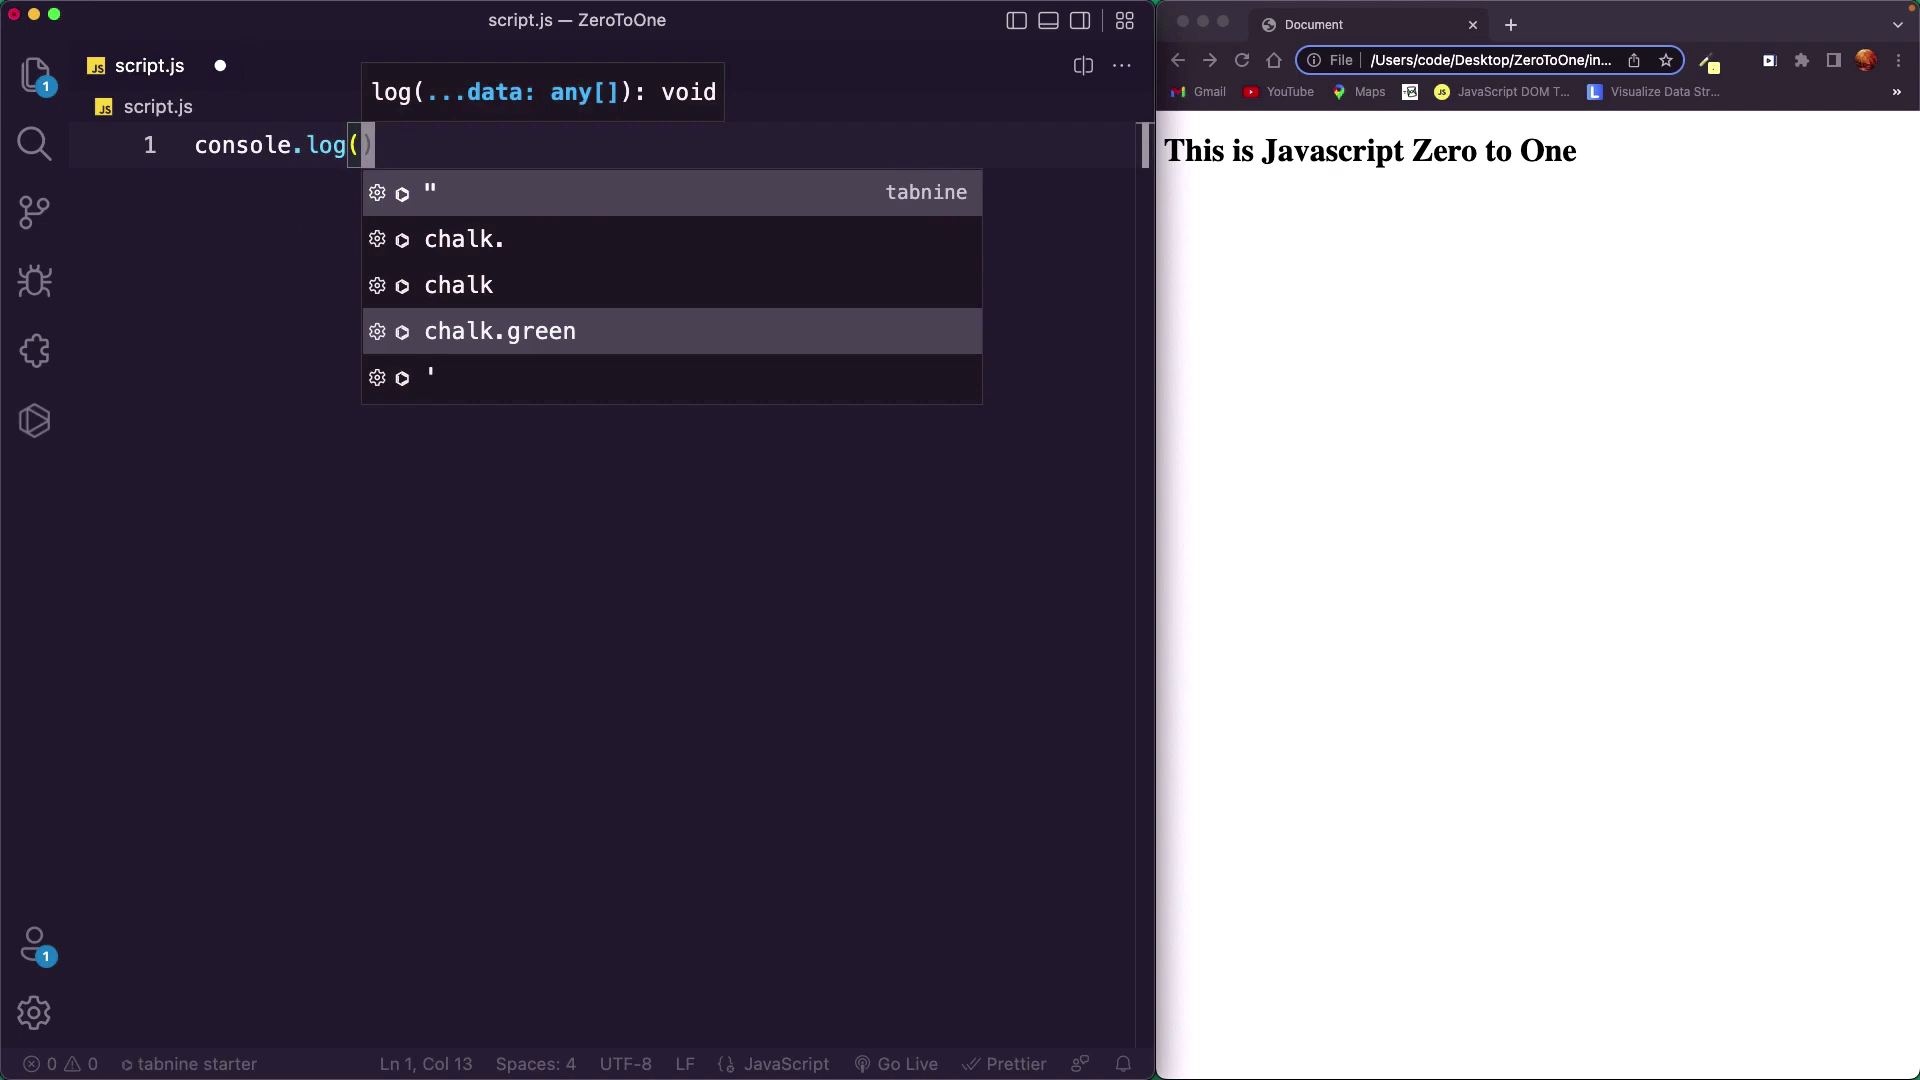 script.js — ZeroToOne
script.js
script.js
log(...data: any[]): void
1 console.log()
" tabnine
chalk.
chalk
chalk.green
'
1
1
0 0 tabnine starter Ln 1, Col 13 Spaces: 4 UTF-8 LF {} JavaScript Go Live Prettier
Document
File /Users/code/Desktop/ZeroToOne/in...
Gmail YouTube Maps JS JavaScript DOM T... L Visualize Data Str... »
This is Javascript Zero to One